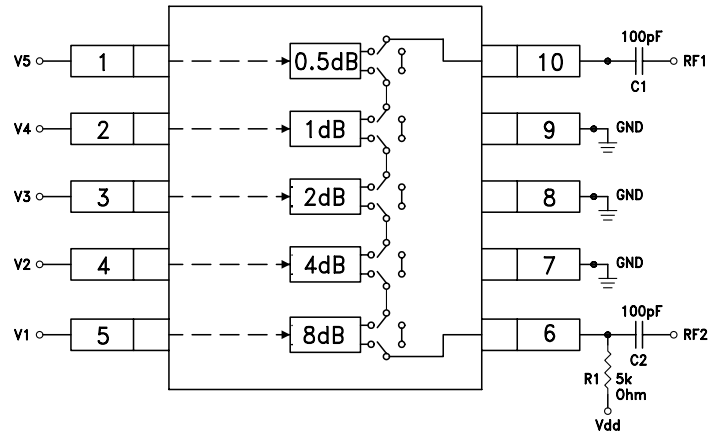 100pF
V5 1 0.5dB 10 RF1
C1
V4 2 1dB 9 GND
V3 3 2dB 8 GND
V2 4 4dB 7 GND
100pF
V1 5 8dB 6 RF2
C2
R1 5k
Ohm
Vdd